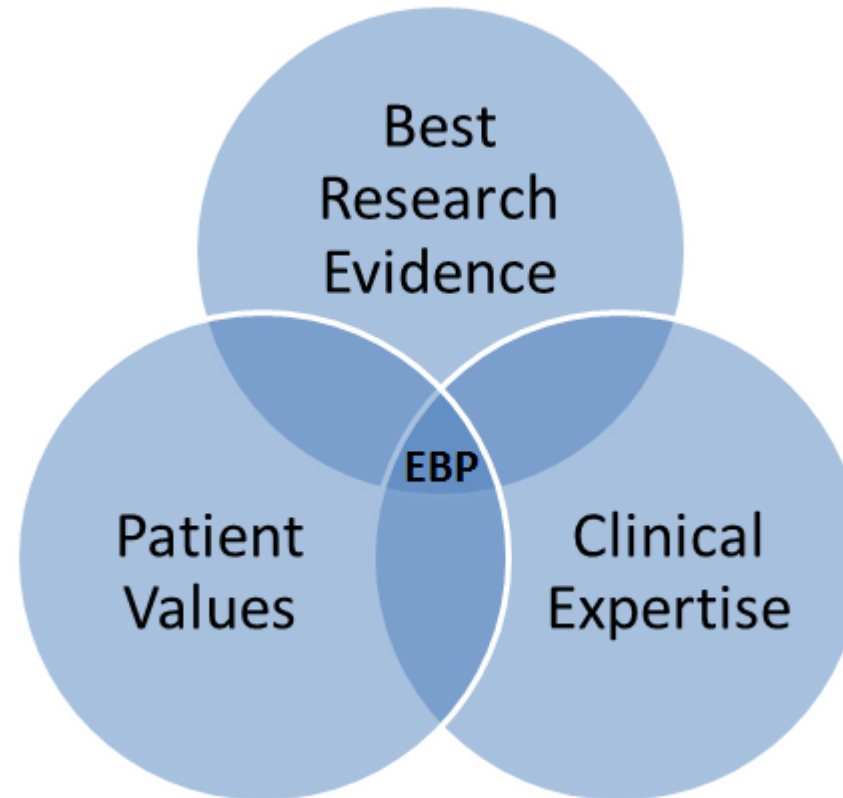 Best
Research
Evidence
EBP
Patient
Values
Clinical
Expertise